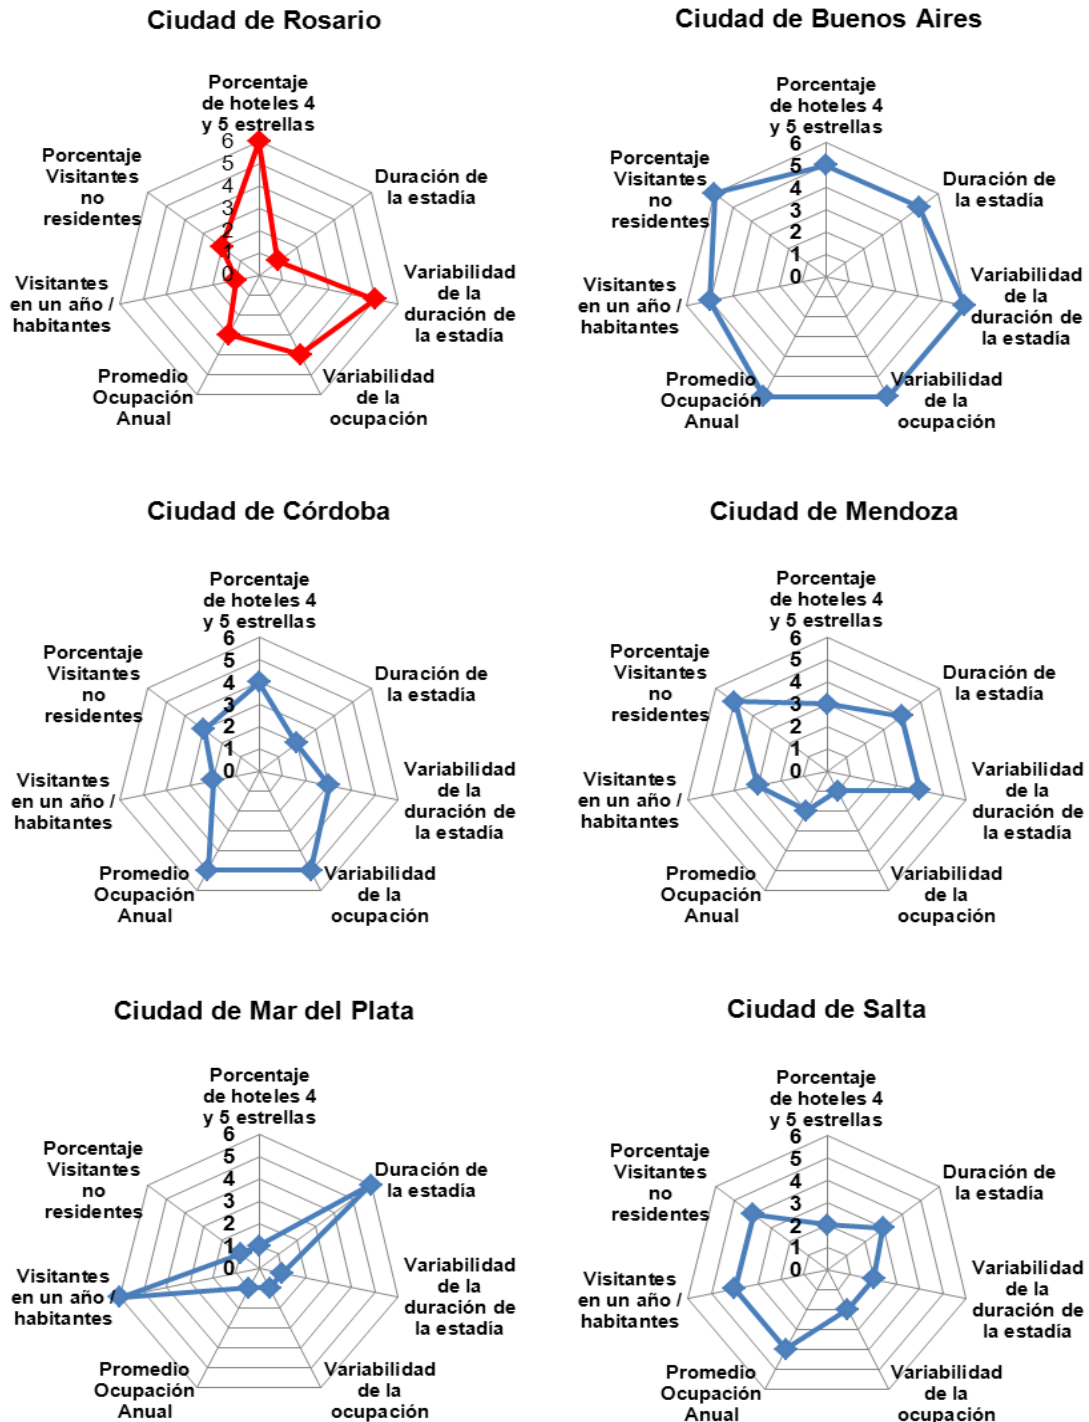 Ciudad de Rosario
Porcentaje
de hoteles 4
y 5 estrellas
6
5
4
3
2
1
0
Duración de
la estadía
Variabilidad
de la
duración de
la estadía
Variabilidad
de la
ocupación
Promedio
Ocupación
Anual
Visitantes
en un año /
habitantes
Porcentaje
Visitantes
no
residentes
Ciudad de Buenos Aires
Porcentaje
de hoteles 4
y 5 estrellas
6
5
4
3
2
1
0
Duración de
la estadía
Variabilidad
de la
duración de
la estadía
Variabilidad
de la
ocupación
Promedio
Ocupación
Anual
Visitantes
en un año /
habitantes
Porcentaje
Visitantes
no
residentes
Ciudad de Córdoba
Porcentaje
de hoteles 4
y 5 estrellas
6
5
4
3
2
1
0
Duración de
la estadía
Variabilidad
de la
duración de
la estadía
Variabilidad
de la
ocupación
Promedio
Ocupación
Anual
Visitantes
en un año /
habitantes
Porcentaje
Visitantes
no
residentes
Ciudad de Mendoza
Porcentaje
de hoteles 4
y 5 estrellas
6
5
4
3
2
1
0
Duración de
la estadía
Variabilidad
de la
duración de
la estadía
Variabilidad
de la
ocupación
Promedio
Ocupación
Anual
Visitantes
en un año /
habitantes
Porcentaje
Visitantes
no
residentes
Ciudad de Mar del Plata
Porcentaje
de hoteles 4
y 5 estrellas
6
5
4
3
2
1
0
Duración de
la estadía
Variabilidad
de la
duración de
la estadía
Variabilidad
de la
ocupación
Promedio
Ocupación
Anual
Visitantes
en un año /
habitantes
Porcentaje
Visitantes
no
residentes
Ciudad de Salta
Porcentaje
de hoteles 4
y 5 estrellas
6
5
4
3
2
1
0
Duración de
la estadía
Variabilidad
de la
duración de
la estadía
Variabilidad
de la
ocupación
Promedio
Ocupación
Anual
Visitantes
en un año /
habitantes
Porcentaje
Visitantes
no
residentes